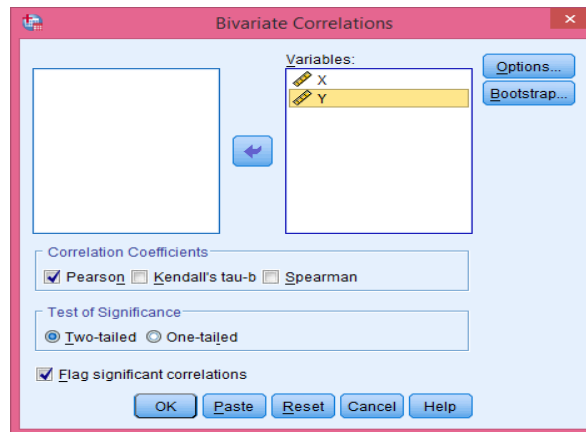 Bivariate Correlations
Variables:
X
Y
Options...
Bootstrap...
Correlation Coefficients
Pearson Kendall's tau-b Spearman
Test of Significance
Two-tailed One-tailed
Flag significant correlations
OK Paste Reset Cancel Help